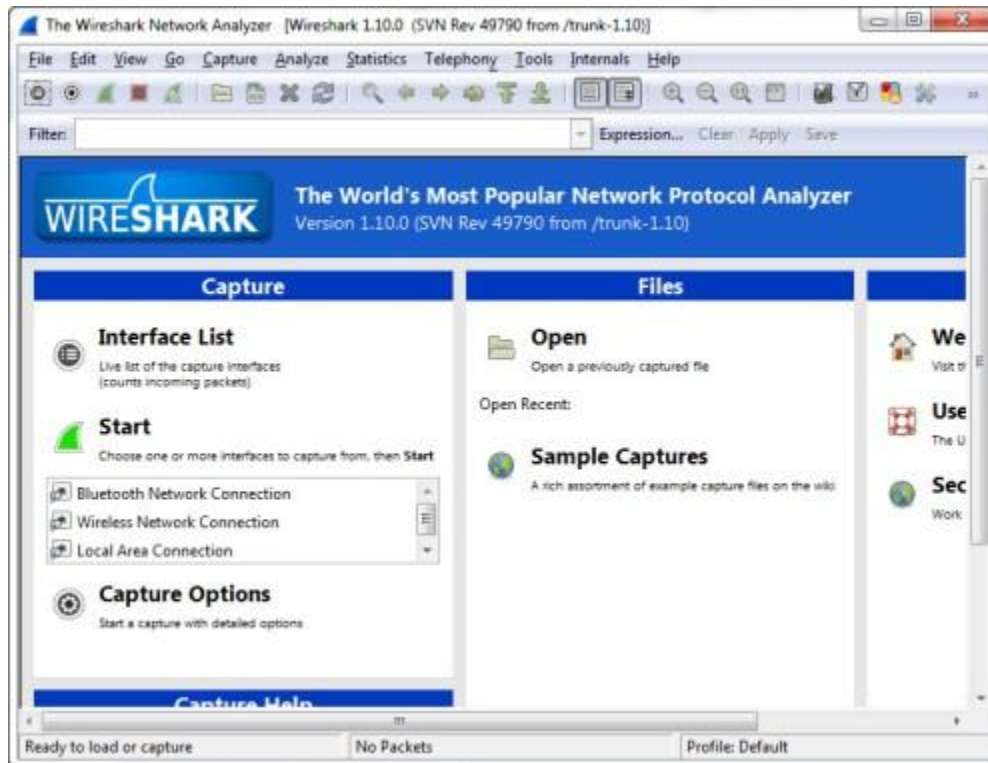 The Wireshark Network Analyzer [Wireshark 1.10.0 (SVN Rev 49790 from /trunk-1.10)]
File Edit View Go Capture Analyze Statistics Telephony Tools Internals Help
Filter: Expression... Clear Apply Save
WIRESHARK
The World's Most Popular Network Protocol Analyzer
Version 1.10.0 (SVN Rev 49790 from /trunk-1.10)
Capture
Interface List
Live list of the capture interfaces
(counts incoming packets)
Start
Choose one or more interfaces to capture from, then Start
Bluetooth Network Connection
Wireless Network Connection
Local Area Connection
Capture Options
Start a capture with detailed options
Capture Help
Files
Open
Open a previously captured file
Open Recent:
Sample Captures
A rich assortment of example capture files on the wiki
We
Visit th
Use
The U
Sec
Work
Ready to load or capture No Packets Profile: Default